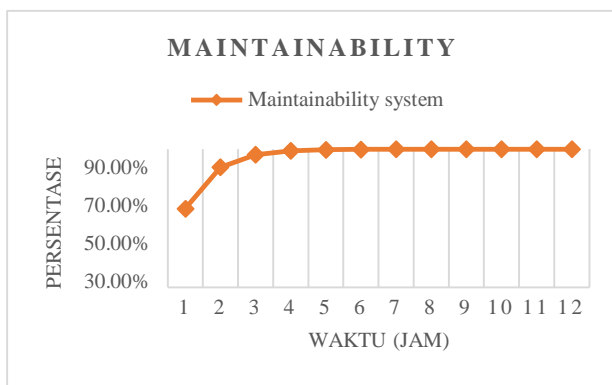 MAINTAINABILITY
Maintainability system
PERSENTASE
90.00%
70.00%
50.00%
30.00%
1 2 3 4 5 6 7 8 9 10 11 12
WAKTU (JAM)